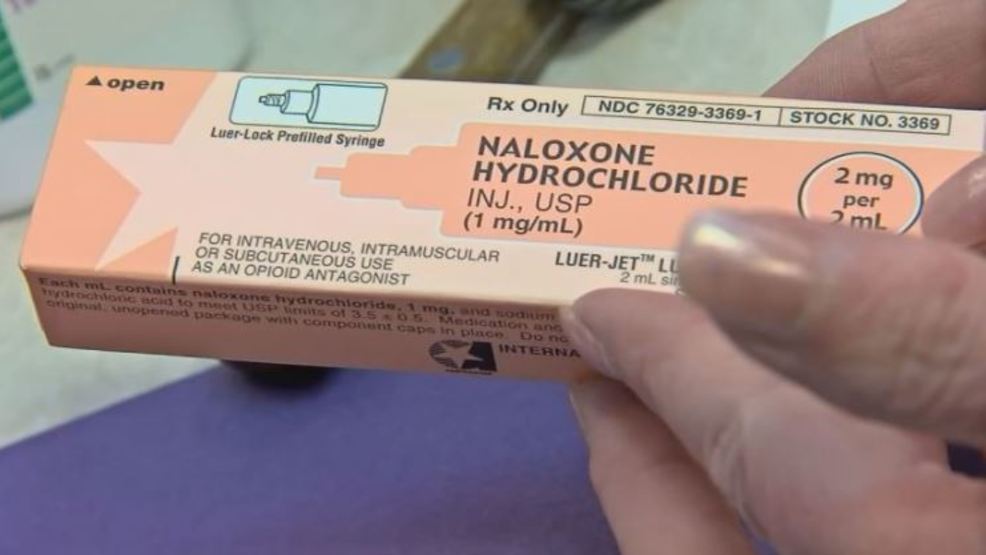 ▲ open
Luer-Lock Prefilled Syringe
Rx Only
NDC 76329-3369-1
STOCK NO. 3369
NALOXONE
HYDROCHLORIDE
INJ., USP
(1 mg/mL)
2 mg
per
2 mL
FOR INTRAVENOUS, INTRAMUSCULAR
OR SUBCUTANEOUS USE
AS AN OPIOID ANTAGONIST
LUER-JET™ LU
2 mL
Each mL contains naloxone hydrochloride, 1 mg, and sodium
hydrochloric acid to meet USP limits of 3.5 ± 0.5. Medication and
original, unopened package with component caps in place. Do
INTERNA